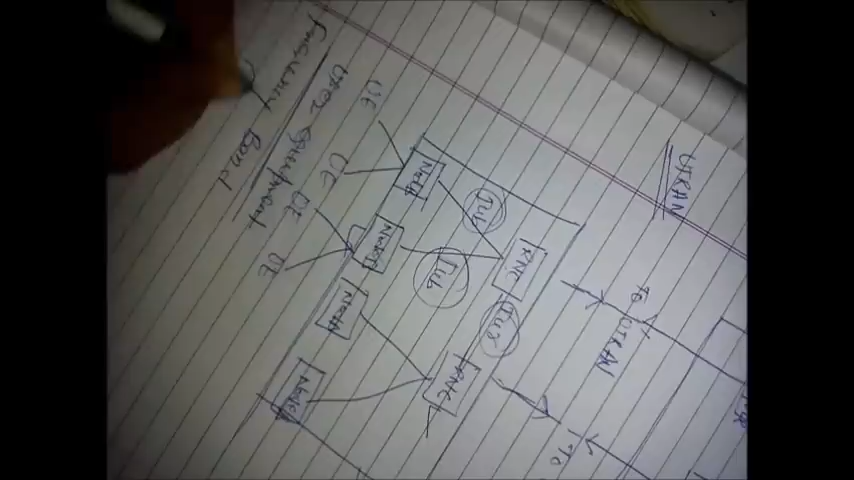 UTRAN
To UTRAN
To
RNC
RNC
Iub
Iub
Iur
NodeB
NodeB
NodeB
NodeB
UE
UE
UE
UE
User Equipment
Frequency Band